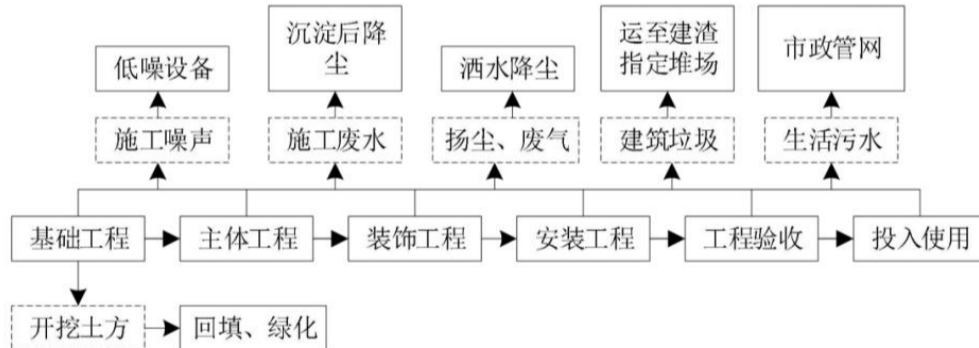 低噪设备
沉淀后降
尘
洒水降尘
运至建渣
指定堆场
市政管网
施工噪声
施工废水
扬尘、废气
建筑垃圾
生活污水
基础工程
主体工程
装饰工程
安装工程
工程验收
投入使用
开挖土方
回填、绿化